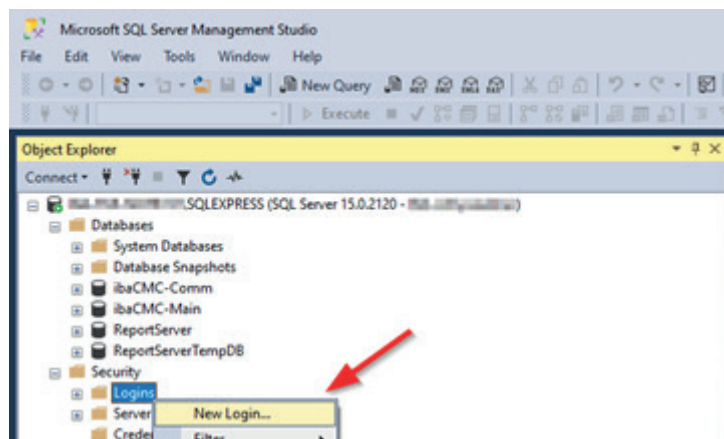 Microsoft SQL Server Management Studio
File Edit View Tools Window Help
New Query
Execute
Object Explorer
Connect
\SQLEXPRESS (SQL Server 15.0.2120 - )
Databases
System Databases
Database Snapshots
ibaCMC-Comm
ibaCMC-Main
ReportServer
ReportServerTempDB
Security
Logins
New Login...
Server
Filter